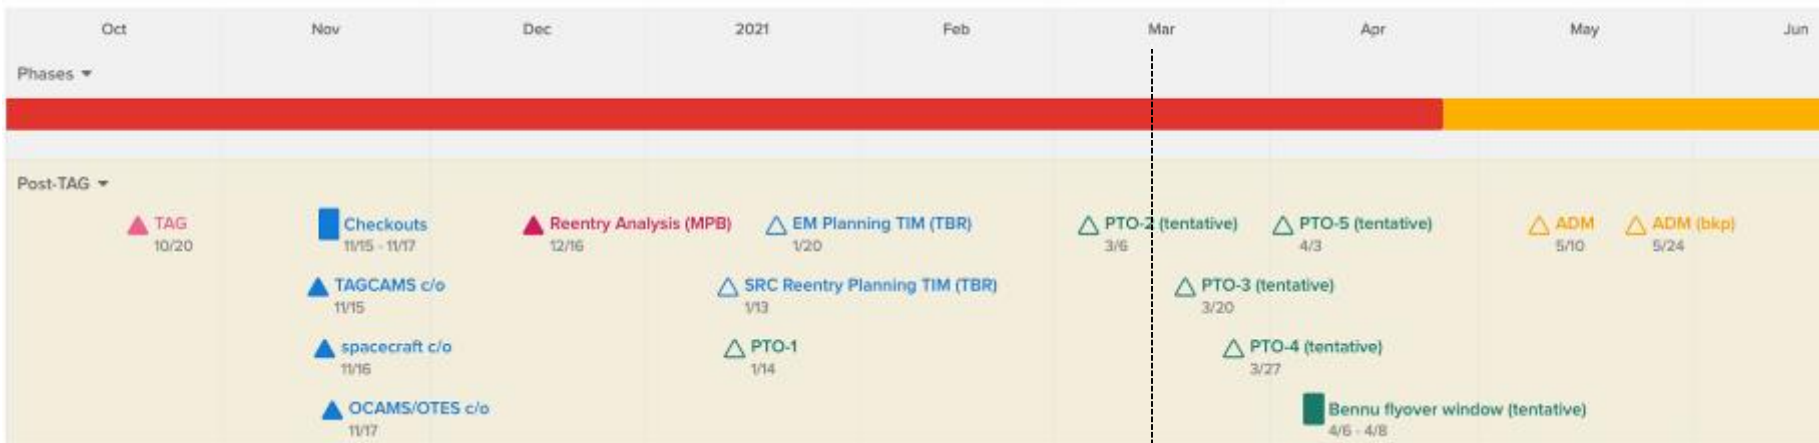 Oct Nov Dec 2021 Feb Mar Apr May Jun
Phases
Post-TAG
TAG Checkouts Reentry Analysis (MPB) EM Planning TIM (TBR) PTO-2 (tentative) PTO-5 (tentative) ADM ADM (bkp)
10/20 11/15 - 11/17 12/16 1/20 3/6 4/3 5/10 5/24
TAGCAMS c/o SRC Reentry Planning TIM (TBR) PTO-3 (tentative)
11/15 1/13 3/20
spacecraft c/o PTO-1 PTO-4 (tentative)
11/16 1/14 3/27
OCAMS/OTES c/o Bennu flyover window (tentative)
11/17 4/6 - 4/8